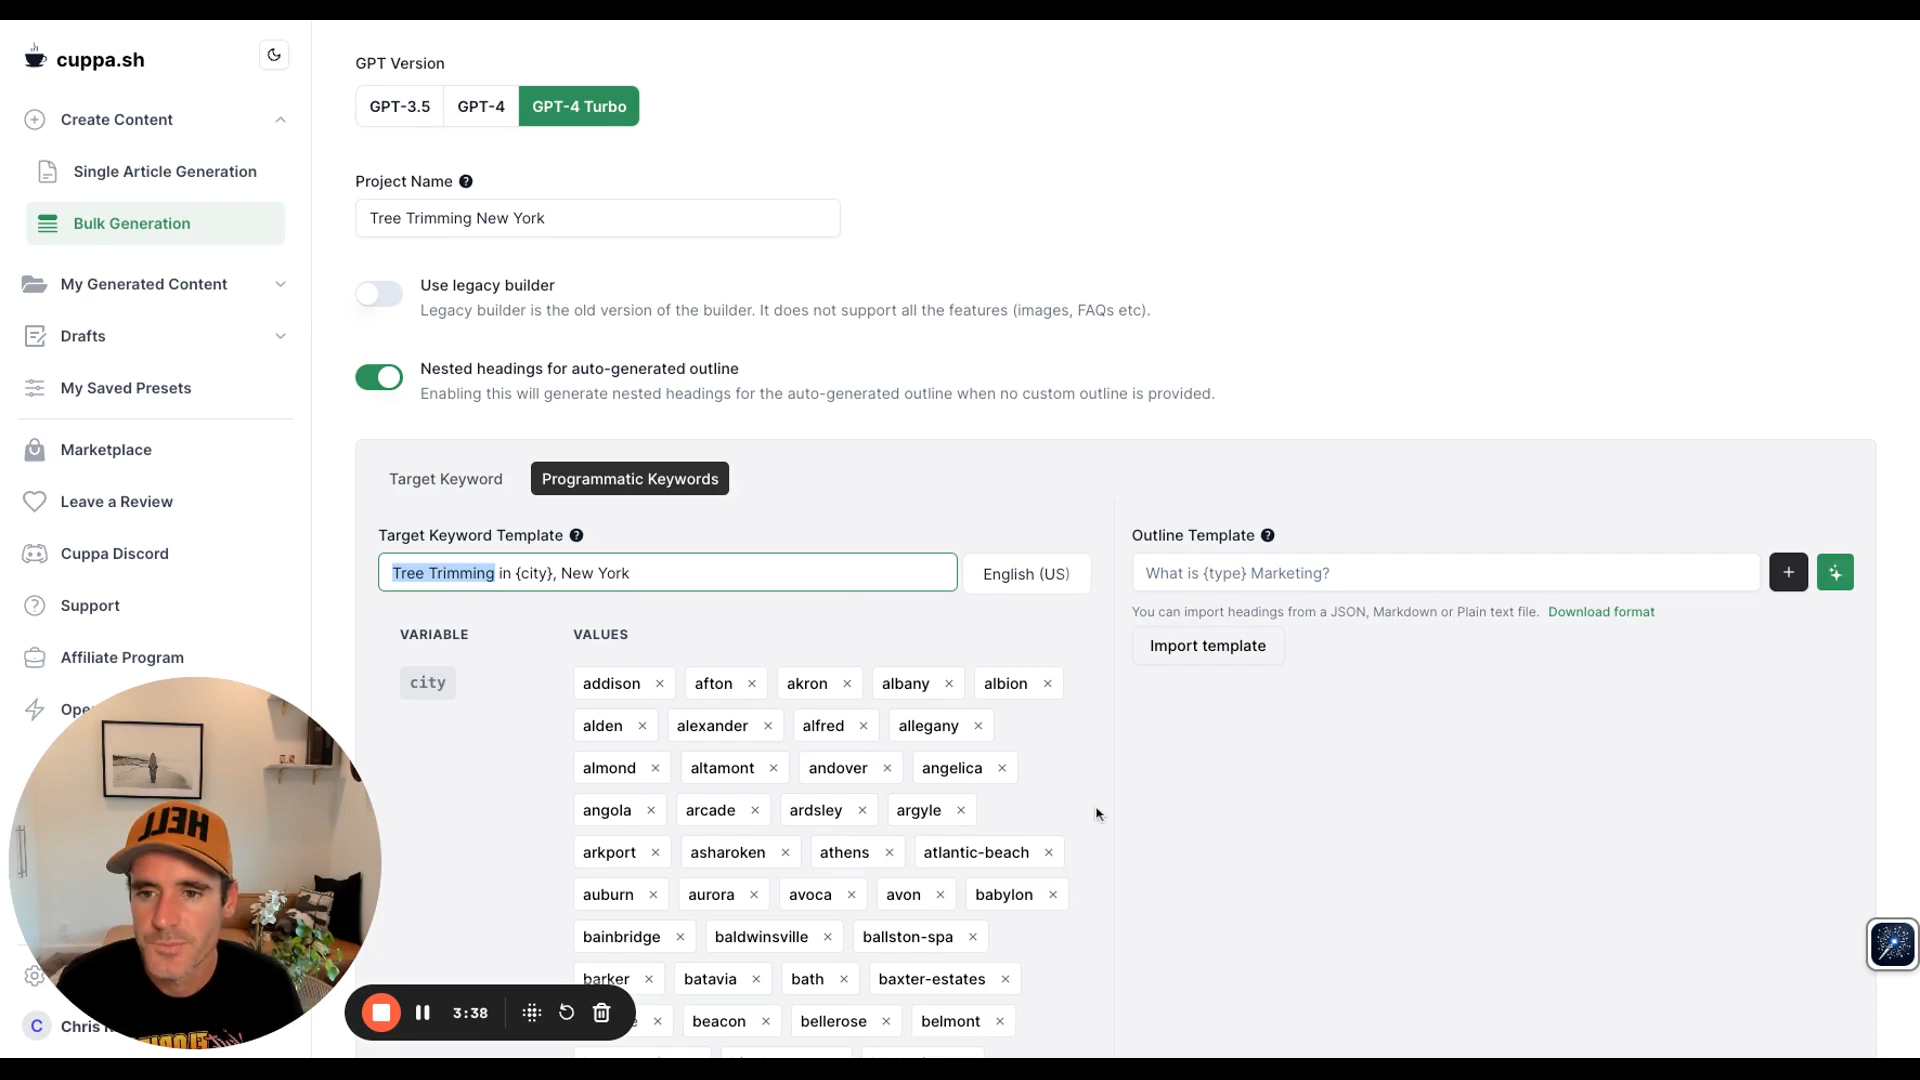 cuppa.sh
Create Content
Single Article Generation
Bulk Generation
My Generated Content
Drafts
My Saved Presets
Marketplace
Leave a Review
Cuppa Discord
Support
Affiliate Program
Ope
C Chris
GPT Version
GPT-3.5 GPT-4 GPT-4 Turbo
Project Name
Tree Trimming New York
Use legacy builder
Legacy builder is the old version of the builder. It does not support all the features (images, FAQs etc).
Nested headings for auto-generated outline
Enabling this will generate nested headings for the auto-generated outline when no custom outline is provided.
Target Keyword Programmatic Keywords
Target Keyword Template
Tree Trimming in {city}, New York English (US)
VARIABLE VALUES
city
addison × afton × akron × albany × albion ×
alden × alexander × alfred × allegany ×
almond × altamont × andover × angelica ×
angola × arcade × ardsley × argyle ×
arkport × asharoken × athens × atlantic-beach ×
auburn × aurora × avoca × avon × babylon ×
bainbridge × baldwinsville × ballston-spa ×
barker × batavia × bath × baxter-estates ×
× beacon × bellerose × belmont ×
Outline Template
What is {type} Marketing?
You can import headings from a JSON, Markdown or Plain text file. Download format
Import template
HELL
3:38